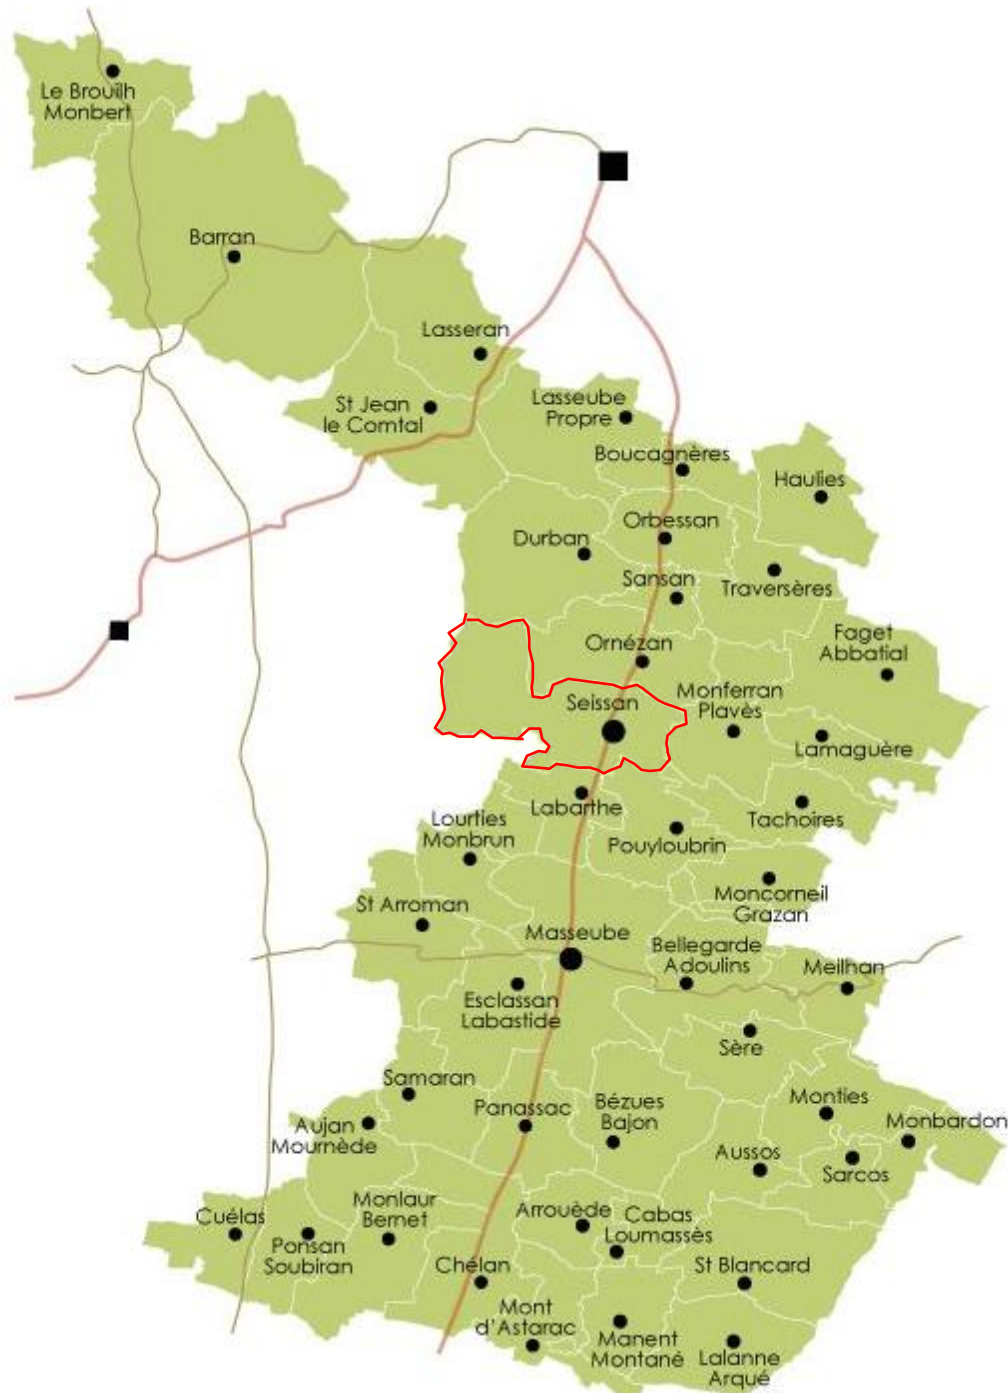 Le Brouilh
Monbert
Barran
Lasseran
St Jean
le Comtal
Lasseube
Propre
Boucagnères
Haulies
Orbessan
Durban
Sansan
Traversères
Faget
Abbatial
Ornézan
Monferran
Plavès
Seissan
Lamaguère
Labarthe
Tachoires
Lourties
Monbrun
Pouyloubrin
Moncorneil
Grazan
St Arroman
Masseube
Bellegarde
Adoulins
Meilhan
Esclassan
Labastide
Sère
Samaran
Panassac
Bézues
Bajon
Monties
Monbardon
Aujan
Mournède
Aussos
Sarcos
Cuélas
Ponsan
Soubiran
Monlaur
Bernet
Arrouède
Cabas
Loumassès
Chélan
St Blancard
Mont
d'Astarac
Manent
Montané
Lalanne
Arqué